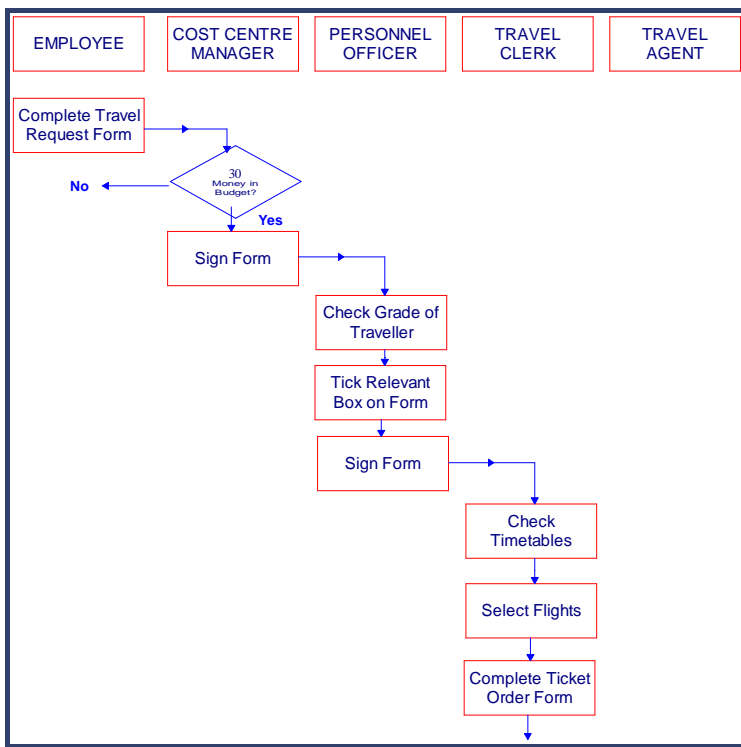 EMPLOYEE
COST CENTRE
MANAGER
PERSONNEL
OFFICER
TRAVEL
CLERK
TRAVEL
AGENT
Complete Travel
Request Form
30
Money in
Budget?
No
Yes
Sign Form
Check Grade of
Traveller
Tick Relevant
Box on Form
Sign Form
Check
Timetables
Select Flights
Complete Ticket
Order Form